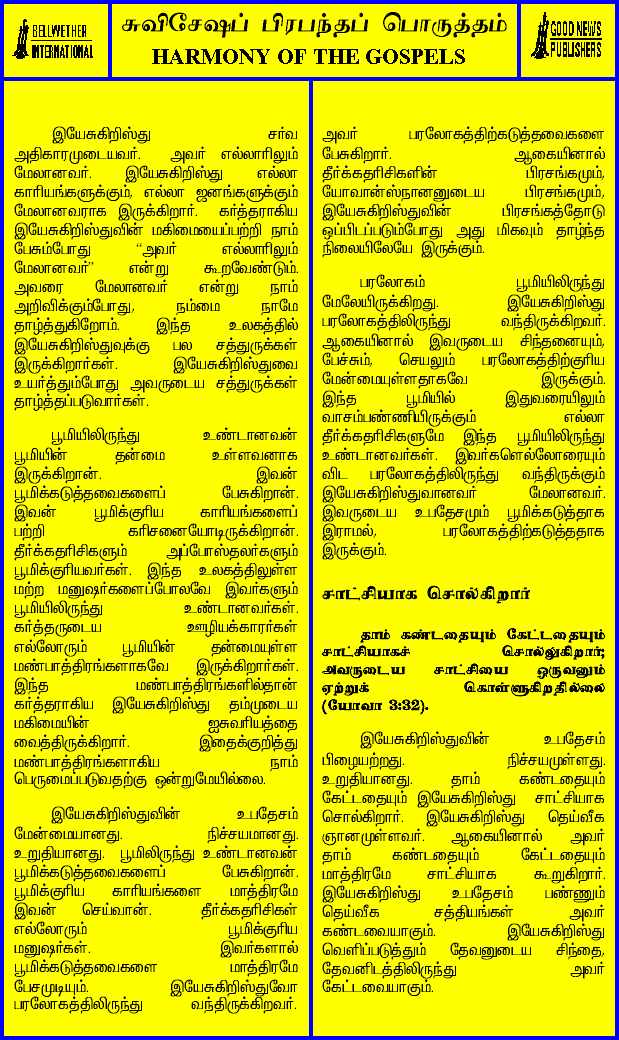 BELLWETHER
INTERNATIONAL
சுவிசேஷப் பிரபந்தப் பொருத்தம்
HARMONY OF THE GOSPELS
GOOD NEWS
PUBLISHERS
இயேசுகிறிஸ்து சர்வ
அதிகாரமுடையவர். அவர் எல்லாரிலும்
மேலானவர். இயேசுகிறிஸ்து எல்லா
காரியங்களுக்கும், எல்லா ஜனங்களுக்கும்
மேலானவராக இருக்கிறார். கர்த்தராகிய
இயேசுகிறிஸ்துவின் மகிமையைப்பற்றி நாம்
பேசும்போது “அவர் எல்லாரிலும்
மேலானவர்” என்று கூறவேண்டும்.
அவரை மேலானவர் என்று நாம்
அறிவிக்கும்போது, நம்மை நாமே
தாழ்த்துகிறோம். இந்த உலகத்தில்
இயேசுகிறிஸ்துவுக்கு பல சத்துருக்கள்
இருக்கிறார்கள். இயேசுகிறிஸ்துவை
உயர்த்தும்போது அவருடைய சத்துருக்கள்
தாழ்த்தப்படுவார்கள்.
பூமியிலிருந்து உண்டானவன்
பூமியின் தன்மை உள்ளவனாக
இருக்கிறான். இவன்
பூமிக்கடுத்தவைகளைப் பேசுகிறான்.
இவன் பூமிக்குரிய காரியங்களைப்
பற்றி கரிசனையோடிருக்கிறான்.
தீர்க்கதரிசிகளும் அப்போஸ்தலர்களும்
பூமிக்குரியவர்கள். இந்த உலகத்திலுள்ள
மற்ற மனுஷர்களைப்போலவே இவர்களும்
பூமியிலிருந்து உண்டானவர்கள்.
கர்த்தருடைய ஊழியக்காரர்கள்
எல்லோரும் பூமியின் தன்மையுள்ள
மண்பாத்திரங்களாகவே இருக்கிறார்கள்.
இந்த மண்பாத்திரங்களில்தான்
கர்த்தராகிய இயேசுகிறிஸ்து தம்முடைய
மகிமையின் ஐசுவரியத்தை
வைத்திருக்கிறார். இதைக்குறித்து
மண்பாத்திரங்களாகிய நாம்
பெருமைப்படுவதற்கு ஒன்றுமேயில்லை.
இயேசுகிறிஸ்துவின் உபதேசம்
மேன்மையானது. நிச்சயமானது.
உறுதியானது. பூமிலிருந்து உண்டானவன்
பூமிக்கடுத்தவைகளைப் பேசுகிறான்.
பூமிக்குரிய காரியங்களை மாத்திரமே
இவன் செய்வான். தீர்க்கதரிசிகள்
எல்லோரும் பூமிக்குரிய
மனுஷர்கள். இவர்களால்
பூமிக்கடுத்தவைகளை மாத்திரமே
பேசமுடியும். இயேசுகிறிஸ்துவோ
பரலோகத்திலிருந்து வந்திருக்கிறவர்.
அவர் பரலோகத்திற்கடுத்தவைகளை
பேசுகிறார். ஆகையினால்
தீர்க்கதரிசிகளின் பிரசங்கமும்,
யோவான்ஸ்நானனுடைய பிரசங்கமும்,
இயேசுகிறிஸ்துவின் பிரசங்கத்தோடு
ஒப்பிடப்படும்போது அது மிகவும் தாழ்ந்த
நிலையிலேயே இருக்கும்.
பரலோகம் பூமியிலிருந்து
மேலேயிருக்கிறது. இயேசுகிறிஸ்து
பரலோகத்திலிருந்து வந்திருக்கிறவர்.
ஆகையினால் இவருடைய சிந்தனையும்,
பேச்சும், செயலும் பரலோகத்திற்குரிய
மேன்மையுள்ளதாகவே இருக்கும்.
இந்த பூமியில் இதுவரையிலும்
வாசம்பண்ணியிருக்கும் எல்லா
தீர்க்கதரிசிகளுமே இந்த பூமியிலிருந்து
உண்டானவர்கள். இவர்களெல்லோரையும்
விட பரலோகத்திலிருந்து வந்திருக்கும்
இயேசுகிறிஸ்துவானவர் மேலானவர்.
இவருடைய உபதேசமும் பூமிக்கடுத்தாக
இராமல், பரலோகத்திற்கடுத்ததாக
இருக்கும்.
சாட்சியாக சொல்கிறார்
தாம் கண்டதையும் கேட்டதையும்
சாட்சியாகச் சொல்லுகிறார்;
அவருடைய சாட்சியை ஒருவனும்
ஏற்றுக் கொள்ளுகிறதில்லை
(யோவா 3:32).
இயேசுகிறிஸ்துவின் உபதேசம்
பிழையற்றது. நிச்சயமுள்ளது.
உறுதியானது. தாம் கண்டதையும்
கேட்டதையும் இயேசுகிறிஸ்து சாட்சியாக
சொல்கிறார். இயேசுகிறிஸ்து தெய்வீக
ஞானமுள்ளவர். ஆகையினால் அவர்
தாம் கண்டதையும் கேட்டதையும்
மாத்திரமே சாட்சியாக கூறுகிறார்.
இயேசுகிறிஸ்து உபதேசம் பண்ணும்
தெய்வீக சத்தியங்கள் அவர்
கண்டவையாகும். இயேசுகிறிஸ்து
வெளிப்படுத்தும் தேவனுடைய சிந்தை,
தேவனிடத்திலிருந்து அவர்
கேட்டவையாகும்.